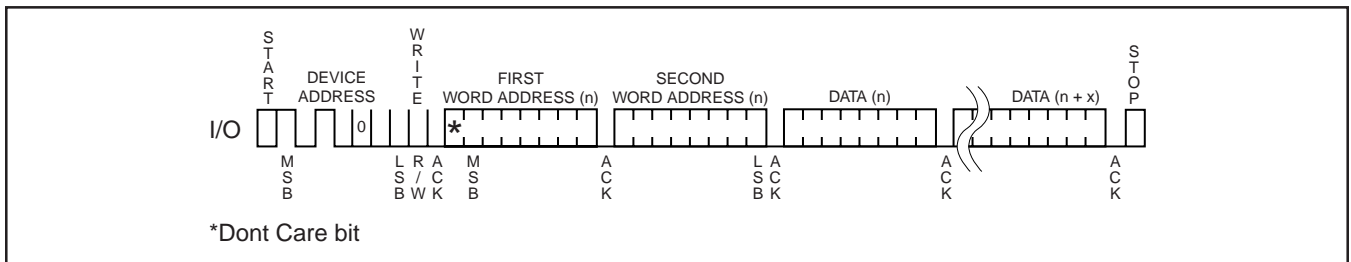 START
DEVICE ADDRESS
WRITE
FIRST WORD ADDRESS (n)
SECOND WORD ADDRESS (n)
DATA (n)
DATA (n + x)
STOP
I/O
0
*
MSB
LSB
R/W
ACK
MSB
ACK
LSB
ACK
ACK
ACK
*Dont Care bit